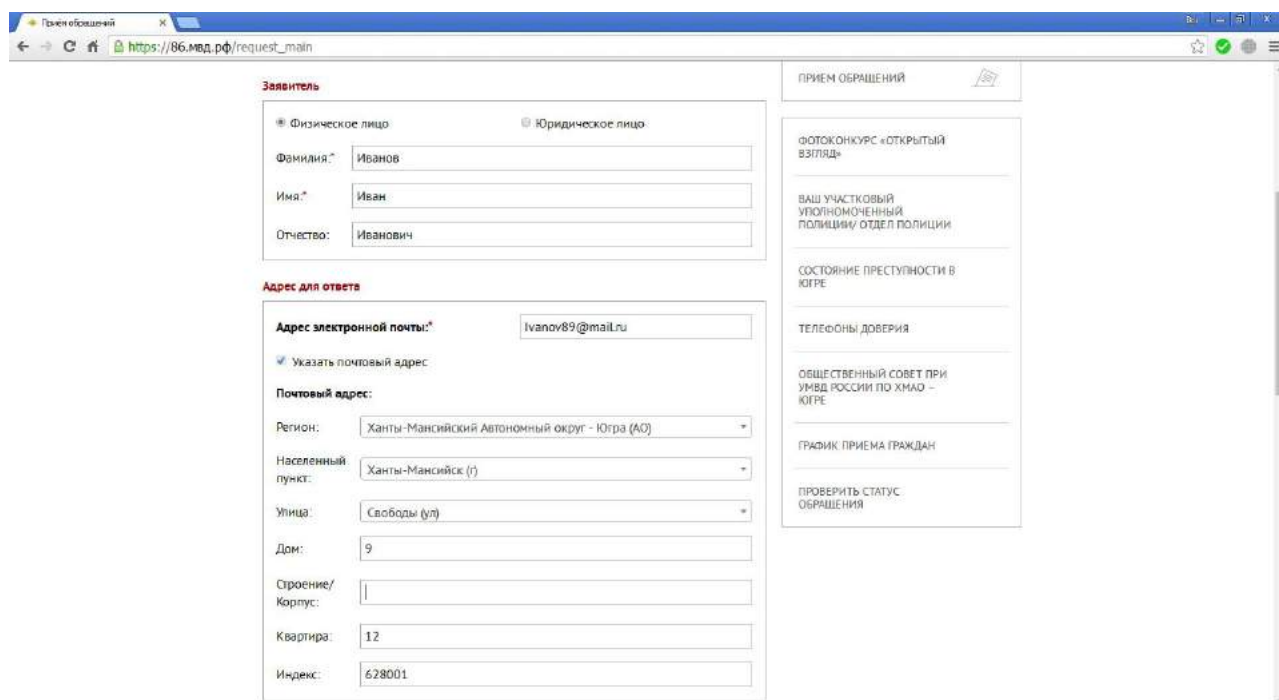 Приём обращений
https://86.мвд.рф/request_main
Заявитель
Физическое лицо
Юридическое лицо
Фамилия:*
Иванов
Имя:*
Иван
Отчество:
Иванович
Адрес для ответа
Адрес электронной почты:*
Ivanov89@mail.ru
Указать почтовый адрес
Почтовый адрес:
Регион:
Ханты-Мансийский Автономный округ - Югра (АО)
Населенный
пункт:
Ханты-Мансийск (г)
Улица:
Свободы (ул)
Дом:
9
Строение/
Корпус:
Квартира:
12
Индекс:
628001
ПРИЕМ ОБРАЩЕНИЙ
ФОТОКОНКУРС «ОТКРЫТЫЙ
ВЗГЛЯД»
ВАШ УЧАСТКОВЫЙ
УПОЛНОМОЧЕННЫЙ
ПОЛИЦИИ/ ОТДЕЛ ПОЛИЦИИ
СОСТОЯНИЕ ПРЕСТУПНОСТИ В
ЮГРЕ
ТЕЛЕФОНЫ ДОВЕРИЯ
ОБЩЕСТВЕННЫЙ СОВЕТ ПРИ
УМВД РОССИИ ПО ХМАО –
ЮГРЕ
ГРАФИК ПРИЕМА ГРАЖДАН
ПРОВЕРИТЬ СТАТУС
ОБРАЩЕНИЯ